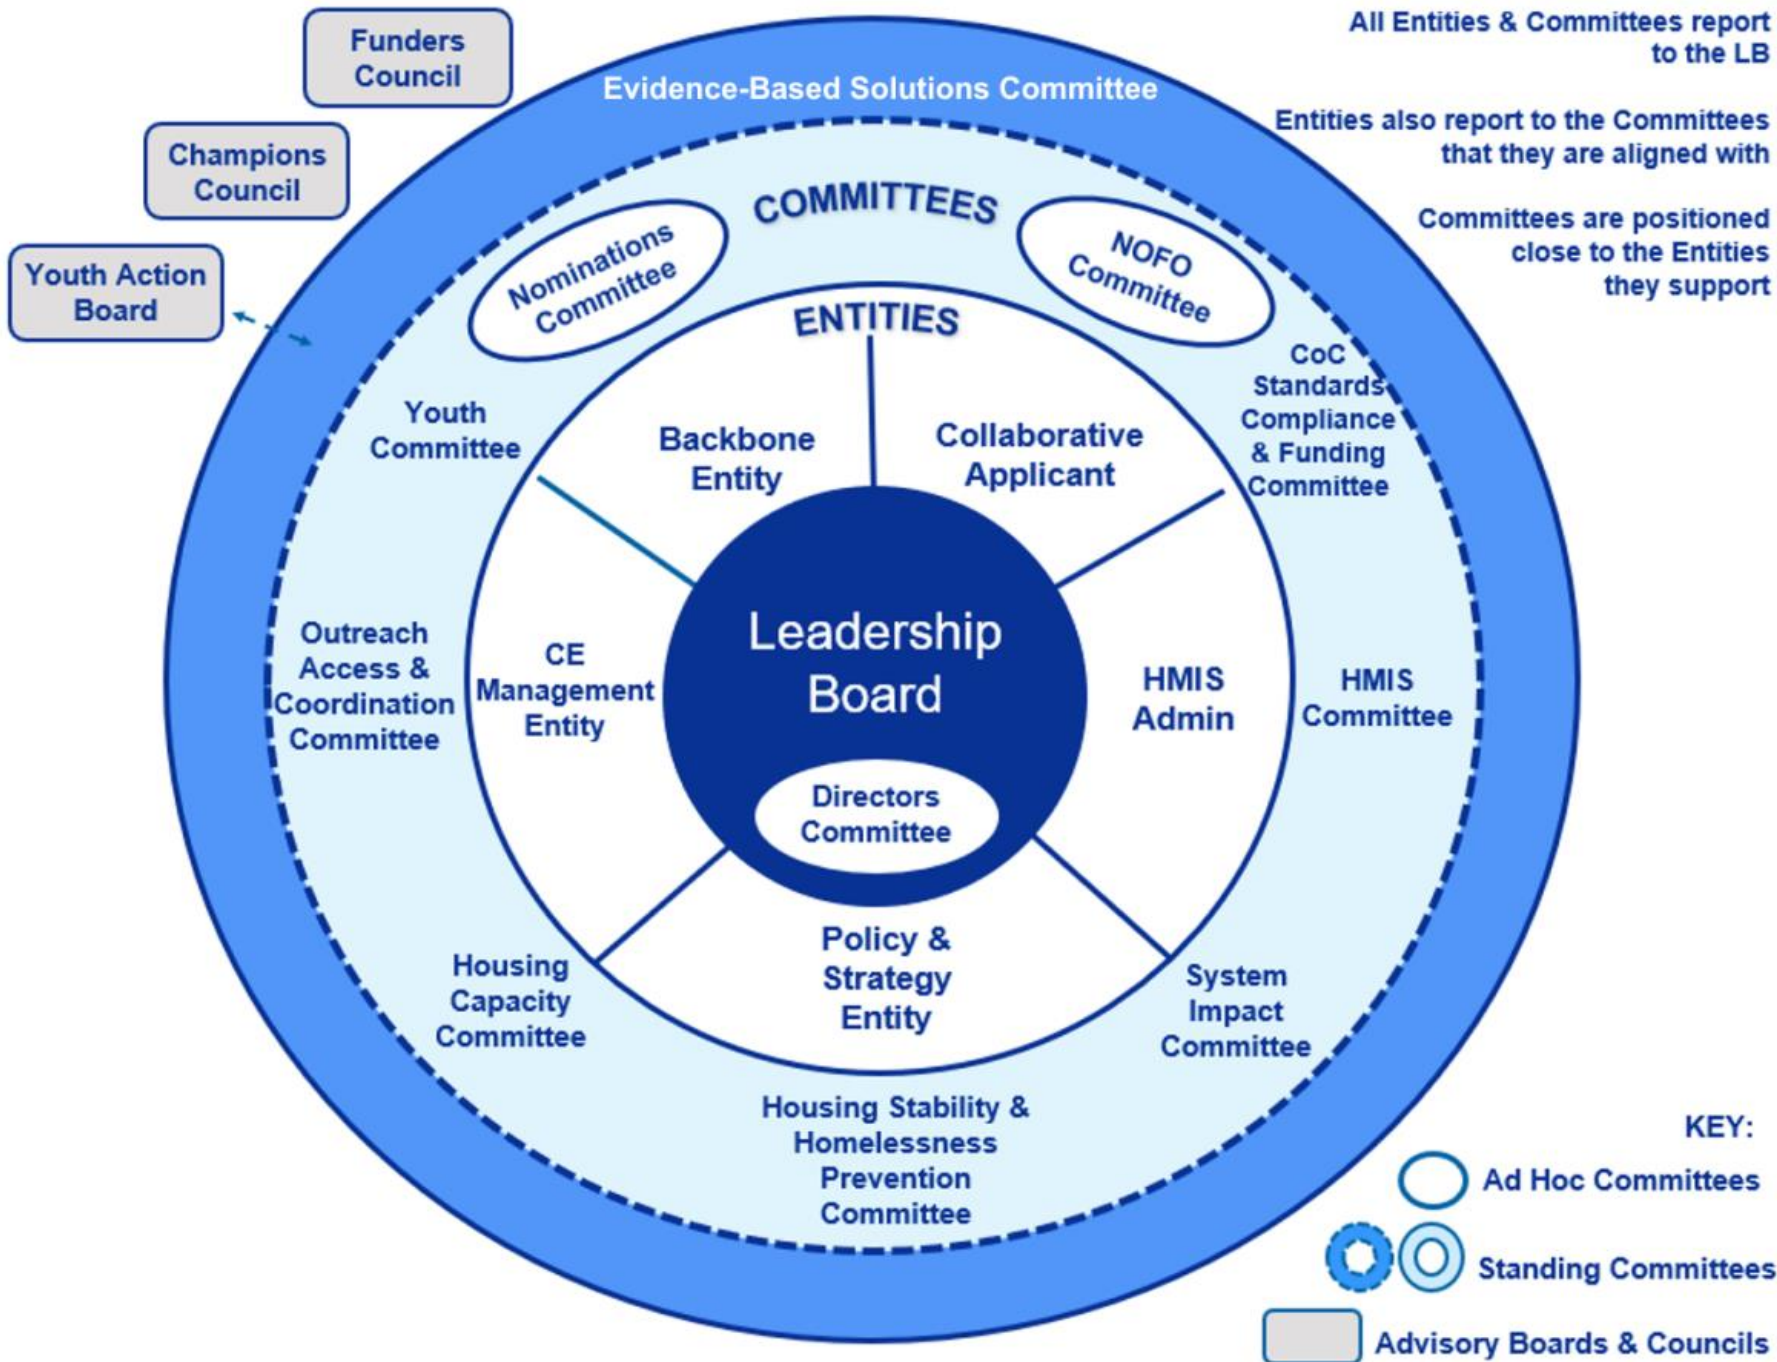 Funders
Council
Champions
Council
Youth Action
Board
All Entities & Committees report
to the LB
Entities also report to the Committees
that they are aligned with
Committees are positioned
close to the Entities
they support
Evidence-Based Solutions Committee
COMMITTEES
Nominations
Committee
NOFO
Committee
ENTITIES
Youth
Committee
CoC
Standards
Compliance
& Funding
Committee
Backbone
Entity
Collaborative
Applicant
Outreach
Access &
Coordination
Committee
CE
Management
Entity
Leadership
Board
HMIS
Admin
HMIS
Committee
Directors
Committee
Policy &
Strategy
Entity
Housing
Capacity
Committee
System
Impact
Committee
Housing Stability &
Homelessness
Prevention
Committee
KEY:
Ad Hoc Committees
Standing Committees
Advisory Boards & Councils